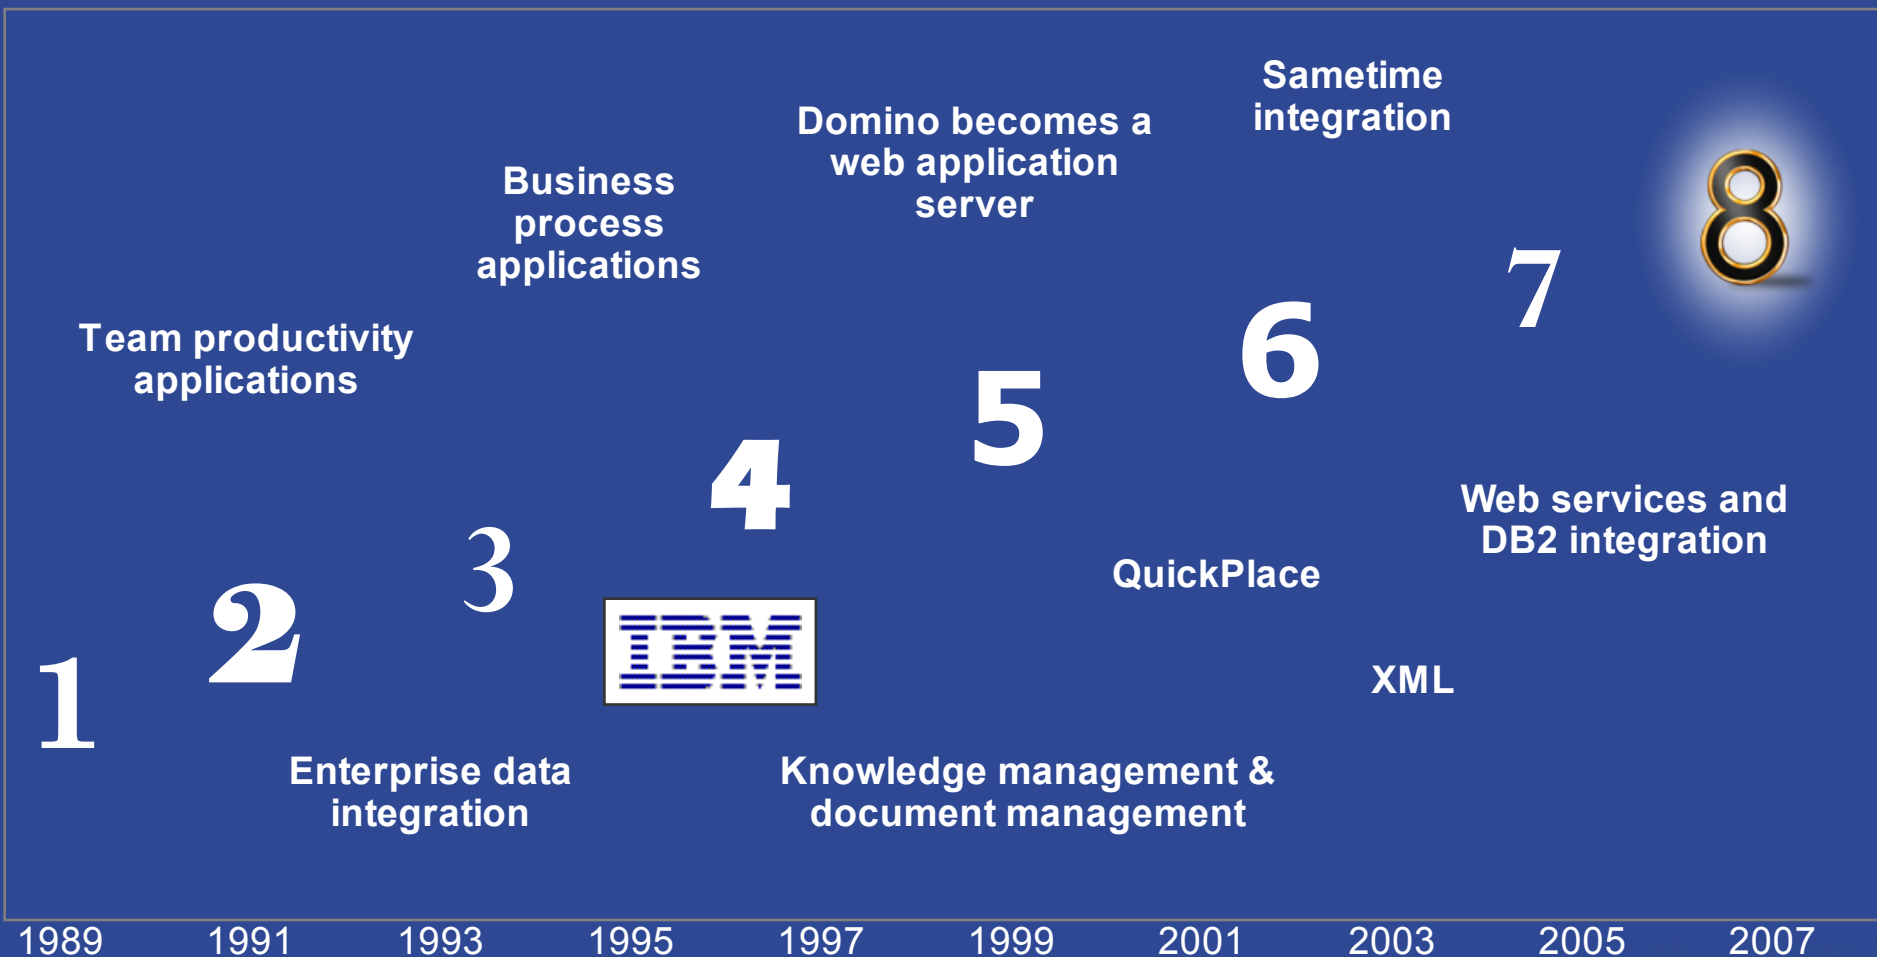 Sametime
integration
Domino becomes a
web application
server
Business
process
applications
8
7
Team productivity
applications
6
5
4
Web services and
DB2 integration
3
QuickPlace
2
IBM
1
XML
Enterprise data
integration
Knowledge management &
document management
1989 1991 1993 1995 1997 1999 2001 2003 2005 2007